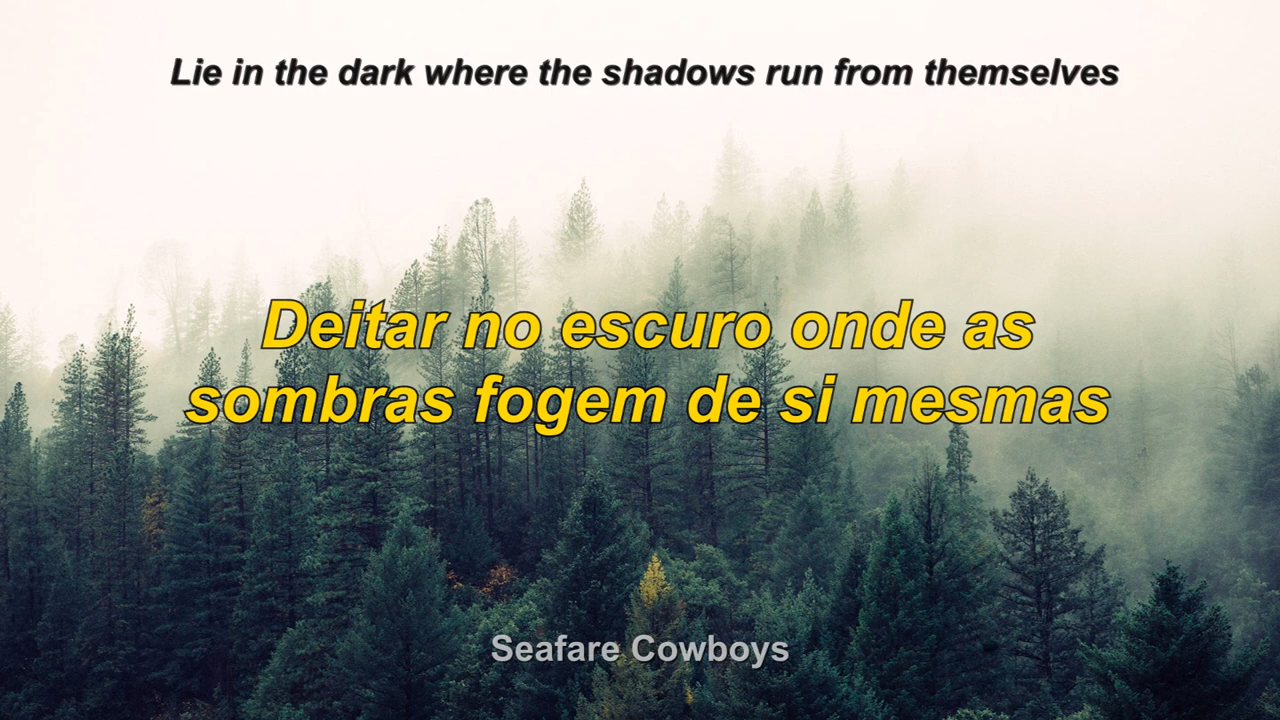 Lie in the dark where the shadows run from themselves
Deitar no escuro onde as
sombras fogem de si mesmas
Seafare Cowboys